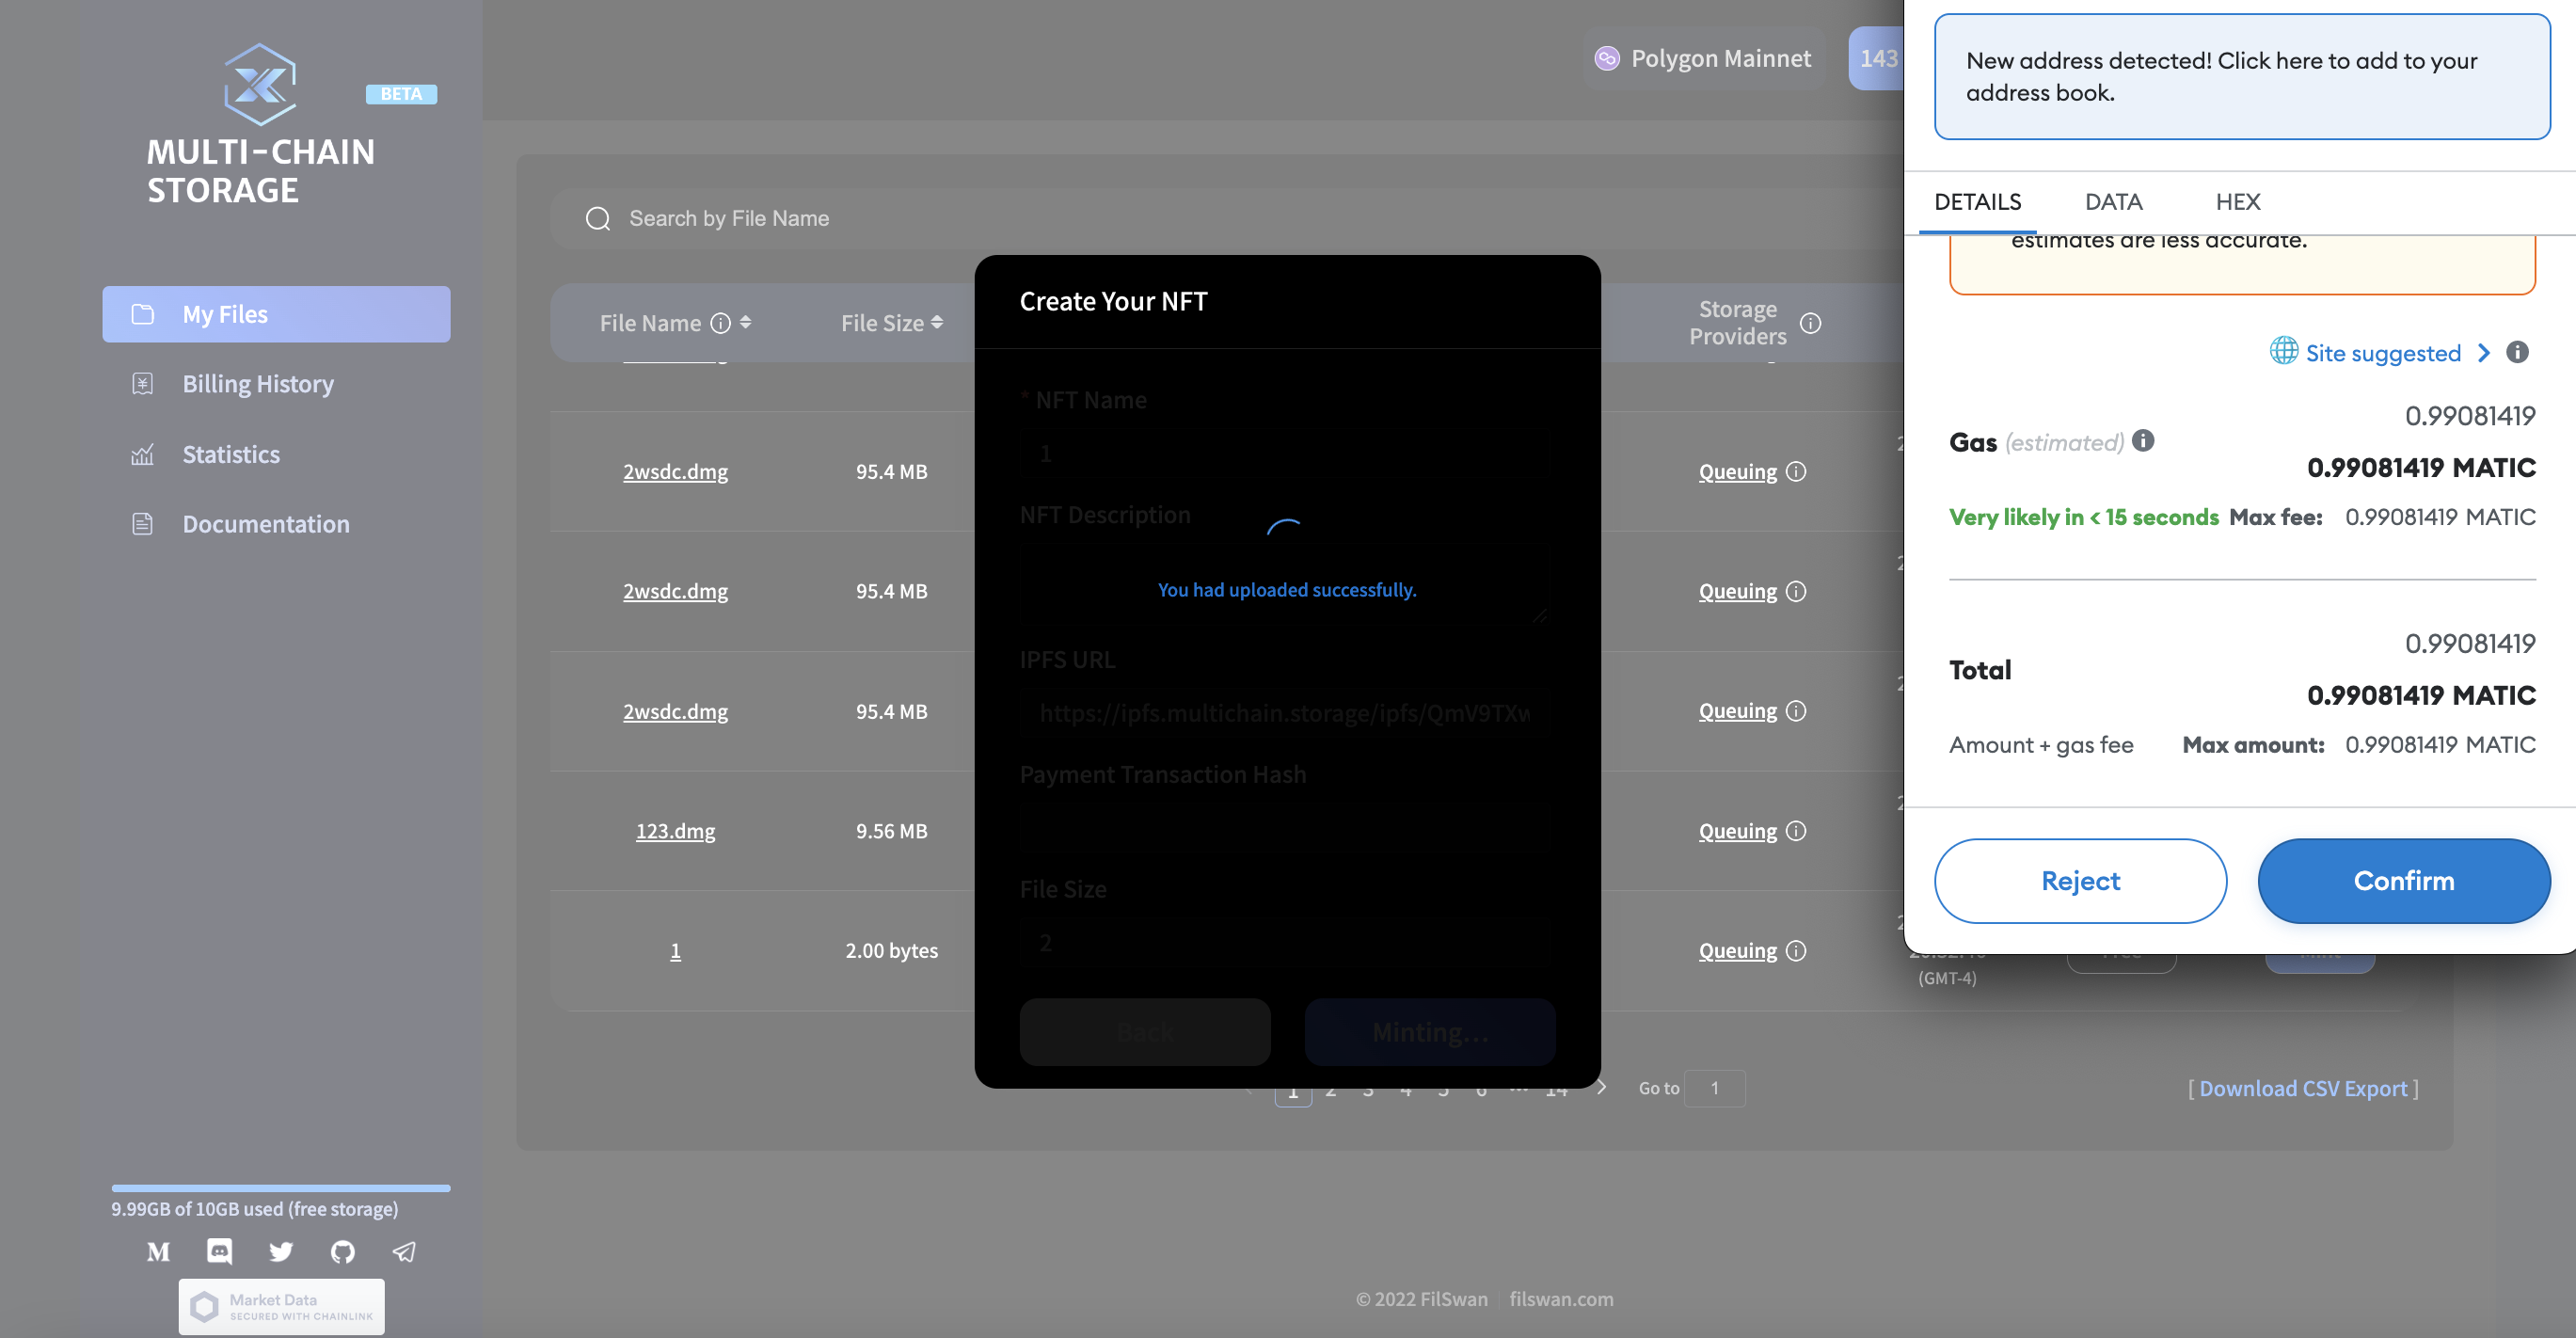 BETA
MULTI-CHAIN
STORAGE
My Files
Billing History
Statistics
Documentation
9.99GB of 10GB used (free storage)
Market Data
SECURED WITH CHAINLINK
Polygon Mainnet
143
Search by File Name
File Name
File Size
Storage
Providers
2wsdc.dmg
95.4 MB
Queuing
2wsdc.dmg
95.4 MB
Queuing
2wsdc.dmg
95.4 MB
Queuing
123.dmg
9.56 MB
Queuing
1
2.00 bytes
Queuing
(GMT-4)
Create Your NFT
* NFT Name
1
NFT Description
You had uploaded successfully.
IPFS URL
https://ipfs.multichain.storage/ipfs/QmV9TXw
Payment Transaction Hash
File Size
2
Back
Minting...
1 2 3 4 5 6 ... 14
Go to 1
[ Download CSV Export ]
© 2022 FilSwan
filswan.com
New address detected! Click here to add to your
address book.
DETAILS
DATA
HEX
estimates are less accurate.
Site suggested
0.99081419
Gas (estimated)
0.99081419 MATIC
Very likely in < 15 seconds Max fee: 0.99081419 MATIC
0.99081419
Total
0.99081419 MATIC
Amount + gas fee Max amount: 0.99081419 MATIC
Reject
Confirm